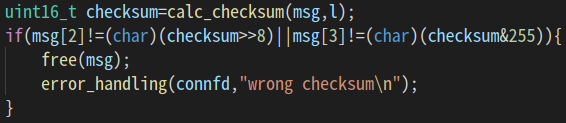 uint16_t checksum=calc_checksum(msg,l);
if(msg[2]!=(char)(checksum>>8)||msg[3]!=(char)(checksum&255)){
    free(msg);
    error_handling(connfd,"wrong checksum\n");
}